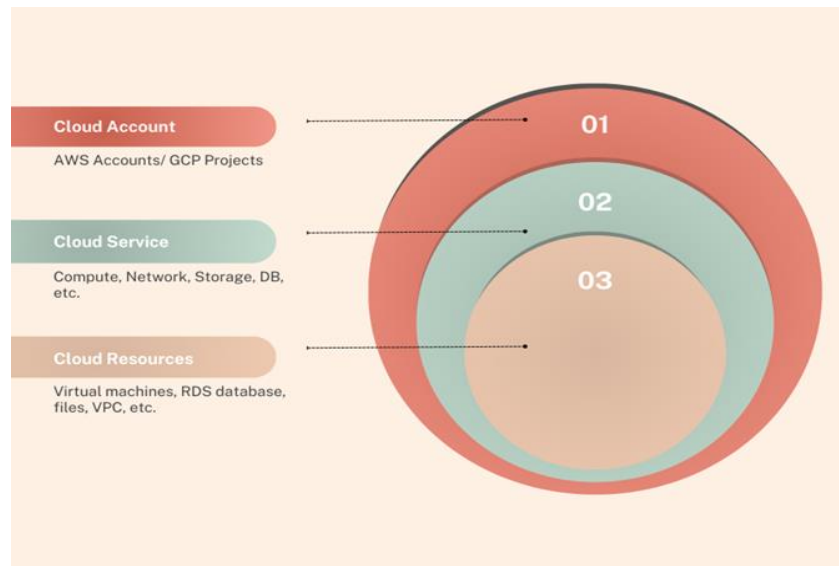 Cloud Account
AWS Accounts/ GCP Projects
Cloud Service
Compute, Network, Storage, DB,
etc.
Cloud Resources
Virtual machines, RDS database,
files, VPC, etc.
01
02
03